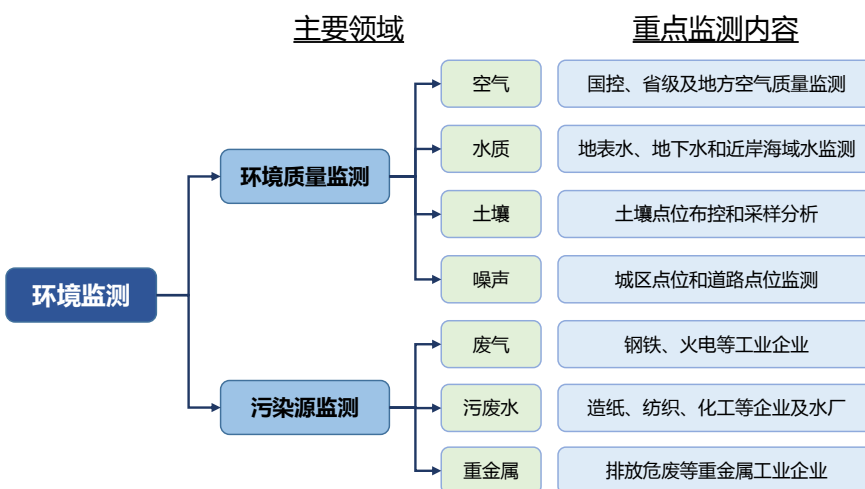 主要领域
重点监测内容
空气
国控、省级及地方空气质量监测
水质
地表水、地下水和近岸海域水监测
环境质量监测
土壤
土壤点位布控和采样分析
噪声
城区点位和道路点位监测
环境监测
废气
钢铁、火电等工业企业
污染源监测
污废水
造纸、纺织、化工等企业及水厂
重金属
排放危废等重金属工业企业